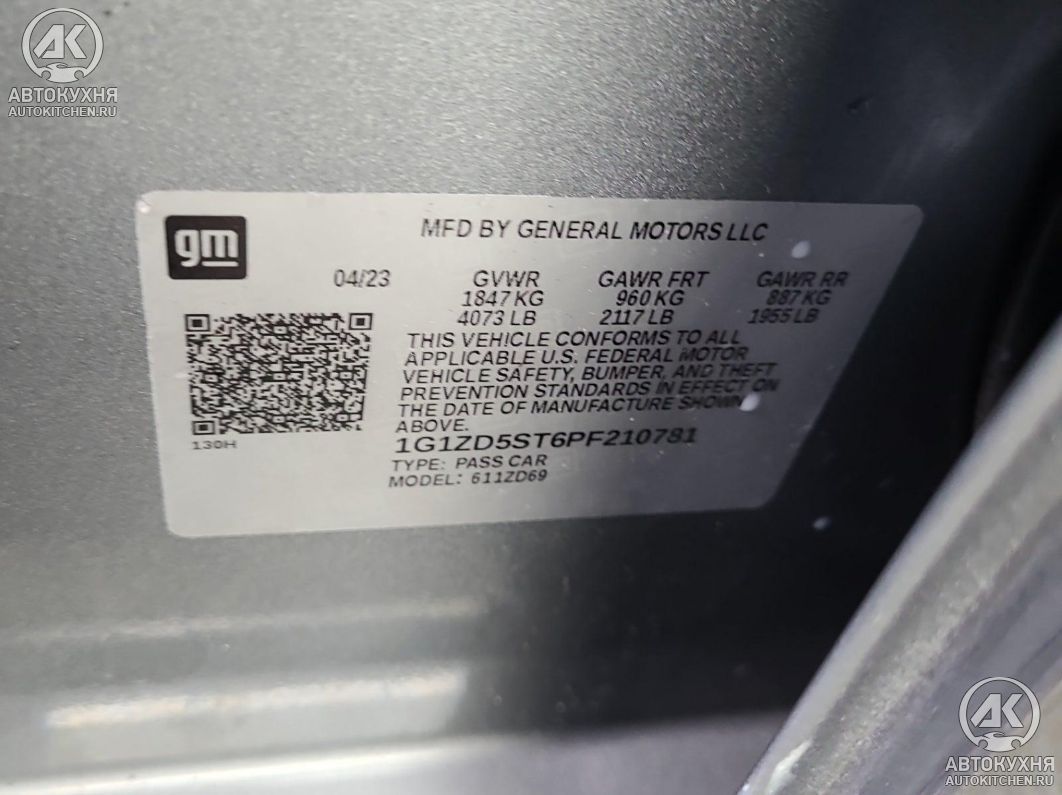 АК
АВТОКУХНЯ
AUTOKITCHEN.RU
gm
MFD BY GENERAL MOTORS LLC
04/23 GVWR GAWR FRT GAWR RR
1847 KG 960 KG 887 KG
4073 LB 2117 LB 1955 LB
THIS VEHICLE CONFORMS TO ALL
APPLICABLE U.S. FEDERAL MOTOR
VEHICLE SAFETY, BUMPER, AND THEFT
PREVENTION STANDARDS IN EFFECT ON
THE DATE OF MANUFACTURE SHOWN
ABOVE.
1G1ZD5ST6PF210781
130H
TYPE: PASS CAR
MODEL: 611ZD69
АК
АВТОКУХНЯ
AUTOKITCHEN.RU